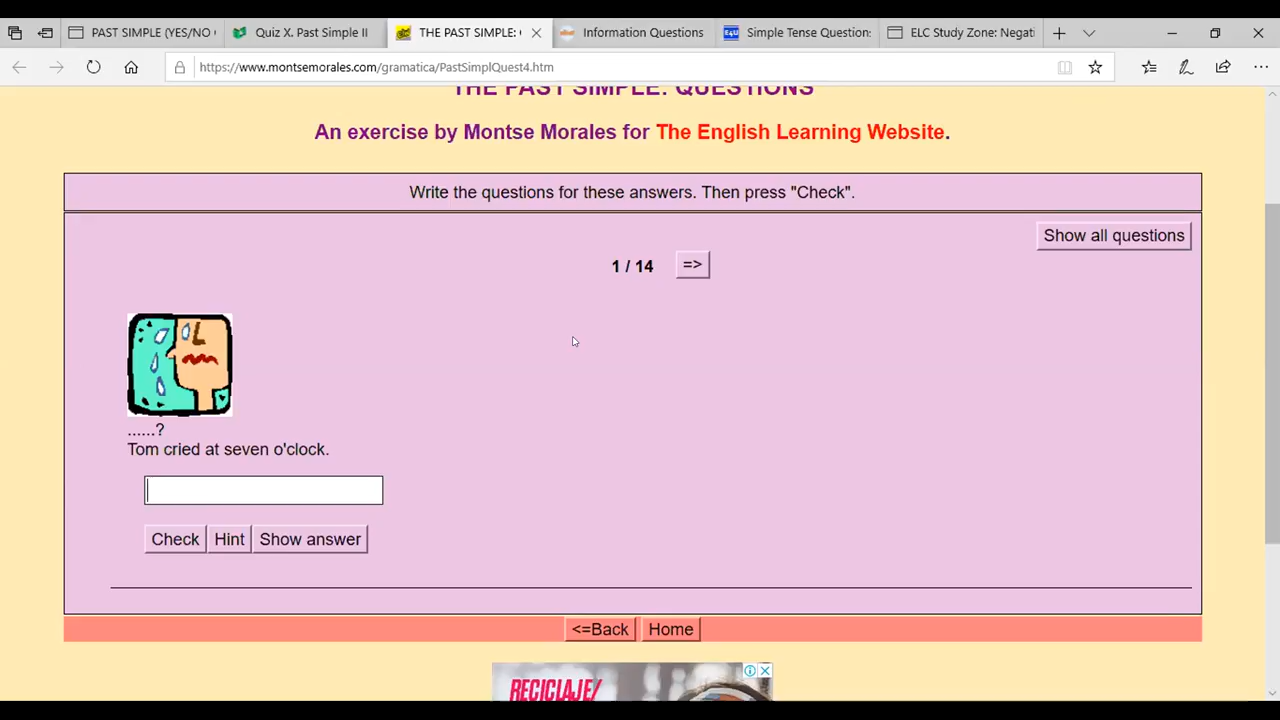 PAST SIMPLE (YES/NO
Quiz X. Past Simple II
THE PAST SIMPLE:
Information Questions
Simple Tense Question
ELC Study Zone: Negati
https://www.montsemorales.com/gramatica/PastSimplQuest4.htm
THE PAST SIMPLE: QUESTIONS
An exercise by Montse Morales for The English Learning Website.
Write the questions for these answers. Then press "Check".
Show all questions
1 / 14 =>
......?
Tom cried at seven o'clock.
Check Hint Show answer
<=Back Home
RECICLAJE/